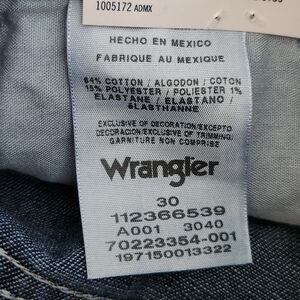 1005172 ADMX
HECHO EN MEXICO
FABRIQUE AU MEXIQUE
84% COTTON / ALGODON / COTON
15% POLYESTER / POLIESTER 1%
ELASTANE / ELASTANO /
ELASTHANNE
EXCLUSIVE OF DECORATION/EXCEPTO
DECORACION/EXCLUSIVE OF TRIMMING.
GARNITURE NON COMPRISE
Wrangler
30
112366539
A001 3040
70223354-001
197150013322